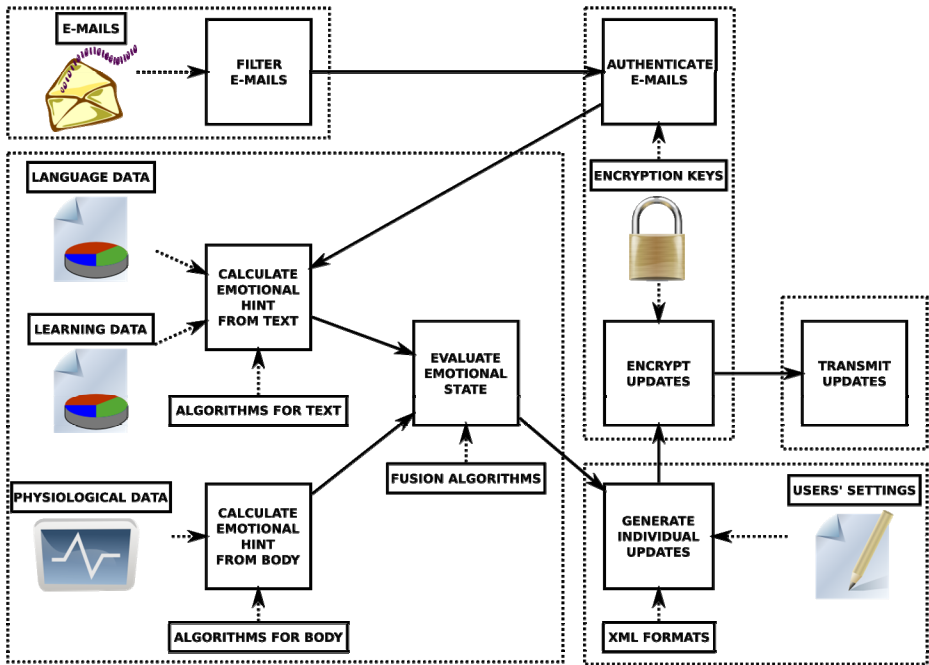 E-MAILS
FILTER
E-MAILS
AUTHENTICATE
E-MAILS
LANGUAGE DATA
ENCRYPTION KEYS
CALCULATE
EMOTIONAL
HINT
FROM TEXT
LEARNING DATA
EVALUATE
EMOTIONAL
STATE
ENCRYPT
UPDATES
TRANSMIT
UPDATES
ALGORITHMS FOR TEXT
FUSION ALGORITHMS
PHYSIOLOGICAL DATA
CALCULATE
EMOTIONAL
HINT
FROM BODY
GENERATE
INDIVIDUAL
UPDATES
USERS' SETTINGS
ALGORITHMS FOR BODY
XML FORMATS